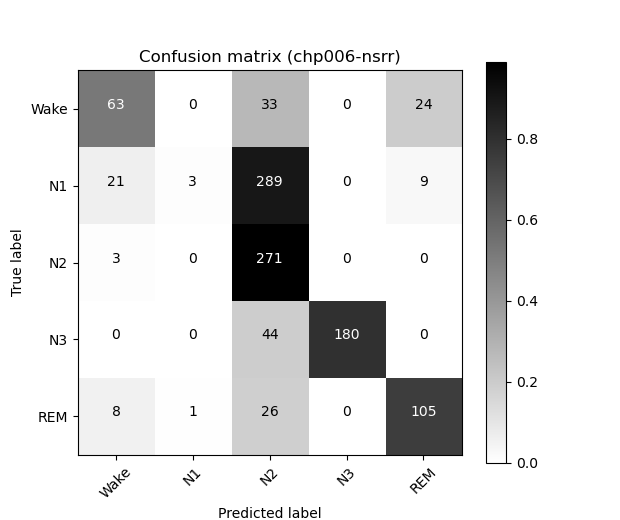 Confusion matrix (chp006-nsrr)
Wake 63 0 33 0 24
N1 21 3 289 0 9
N2 3 0 271 0 0
N3 0 0 44 180 0
REM 8 1 26 0 105
Wake N1 N2 N3 REM
Predicted label
True label
0.8
0.6
0.4
0.2
0.0